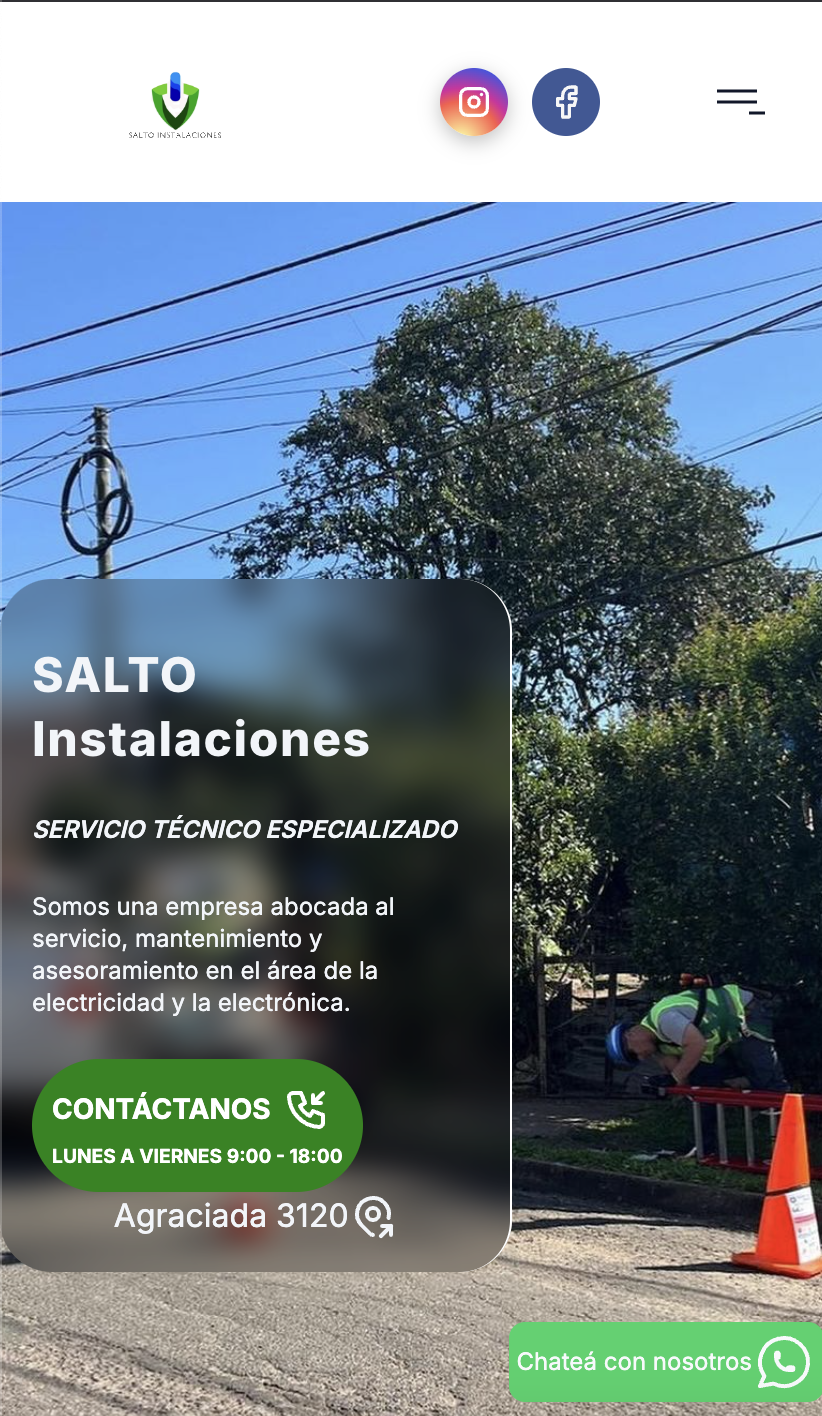 SALTO INSTALACIONES
SALTO
Instalaciones
SERVICIO TÉCNICO ESPECIALIZADO
Somos una empresa abocada al
servicio, mantenimiento y
asesoramiento en el área de la
electricidad y la electrónica.
CONTÁCTANOS
LUNES A VIERNES 9:00 - 18:00
Agraciada 3120
Chateá con nosotros